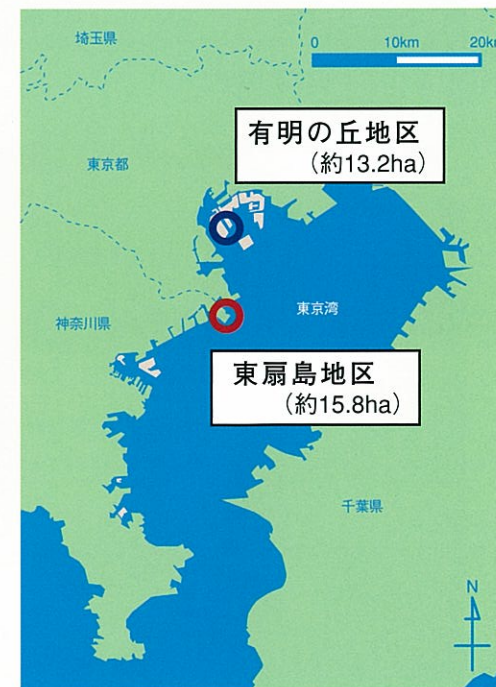 埼玉県
0 10km 20km
有明の丘地区
（約13.2ha）
東京都
神奈川県
東京湾
東扇島地区
（約15.8ha）
千葉県
N